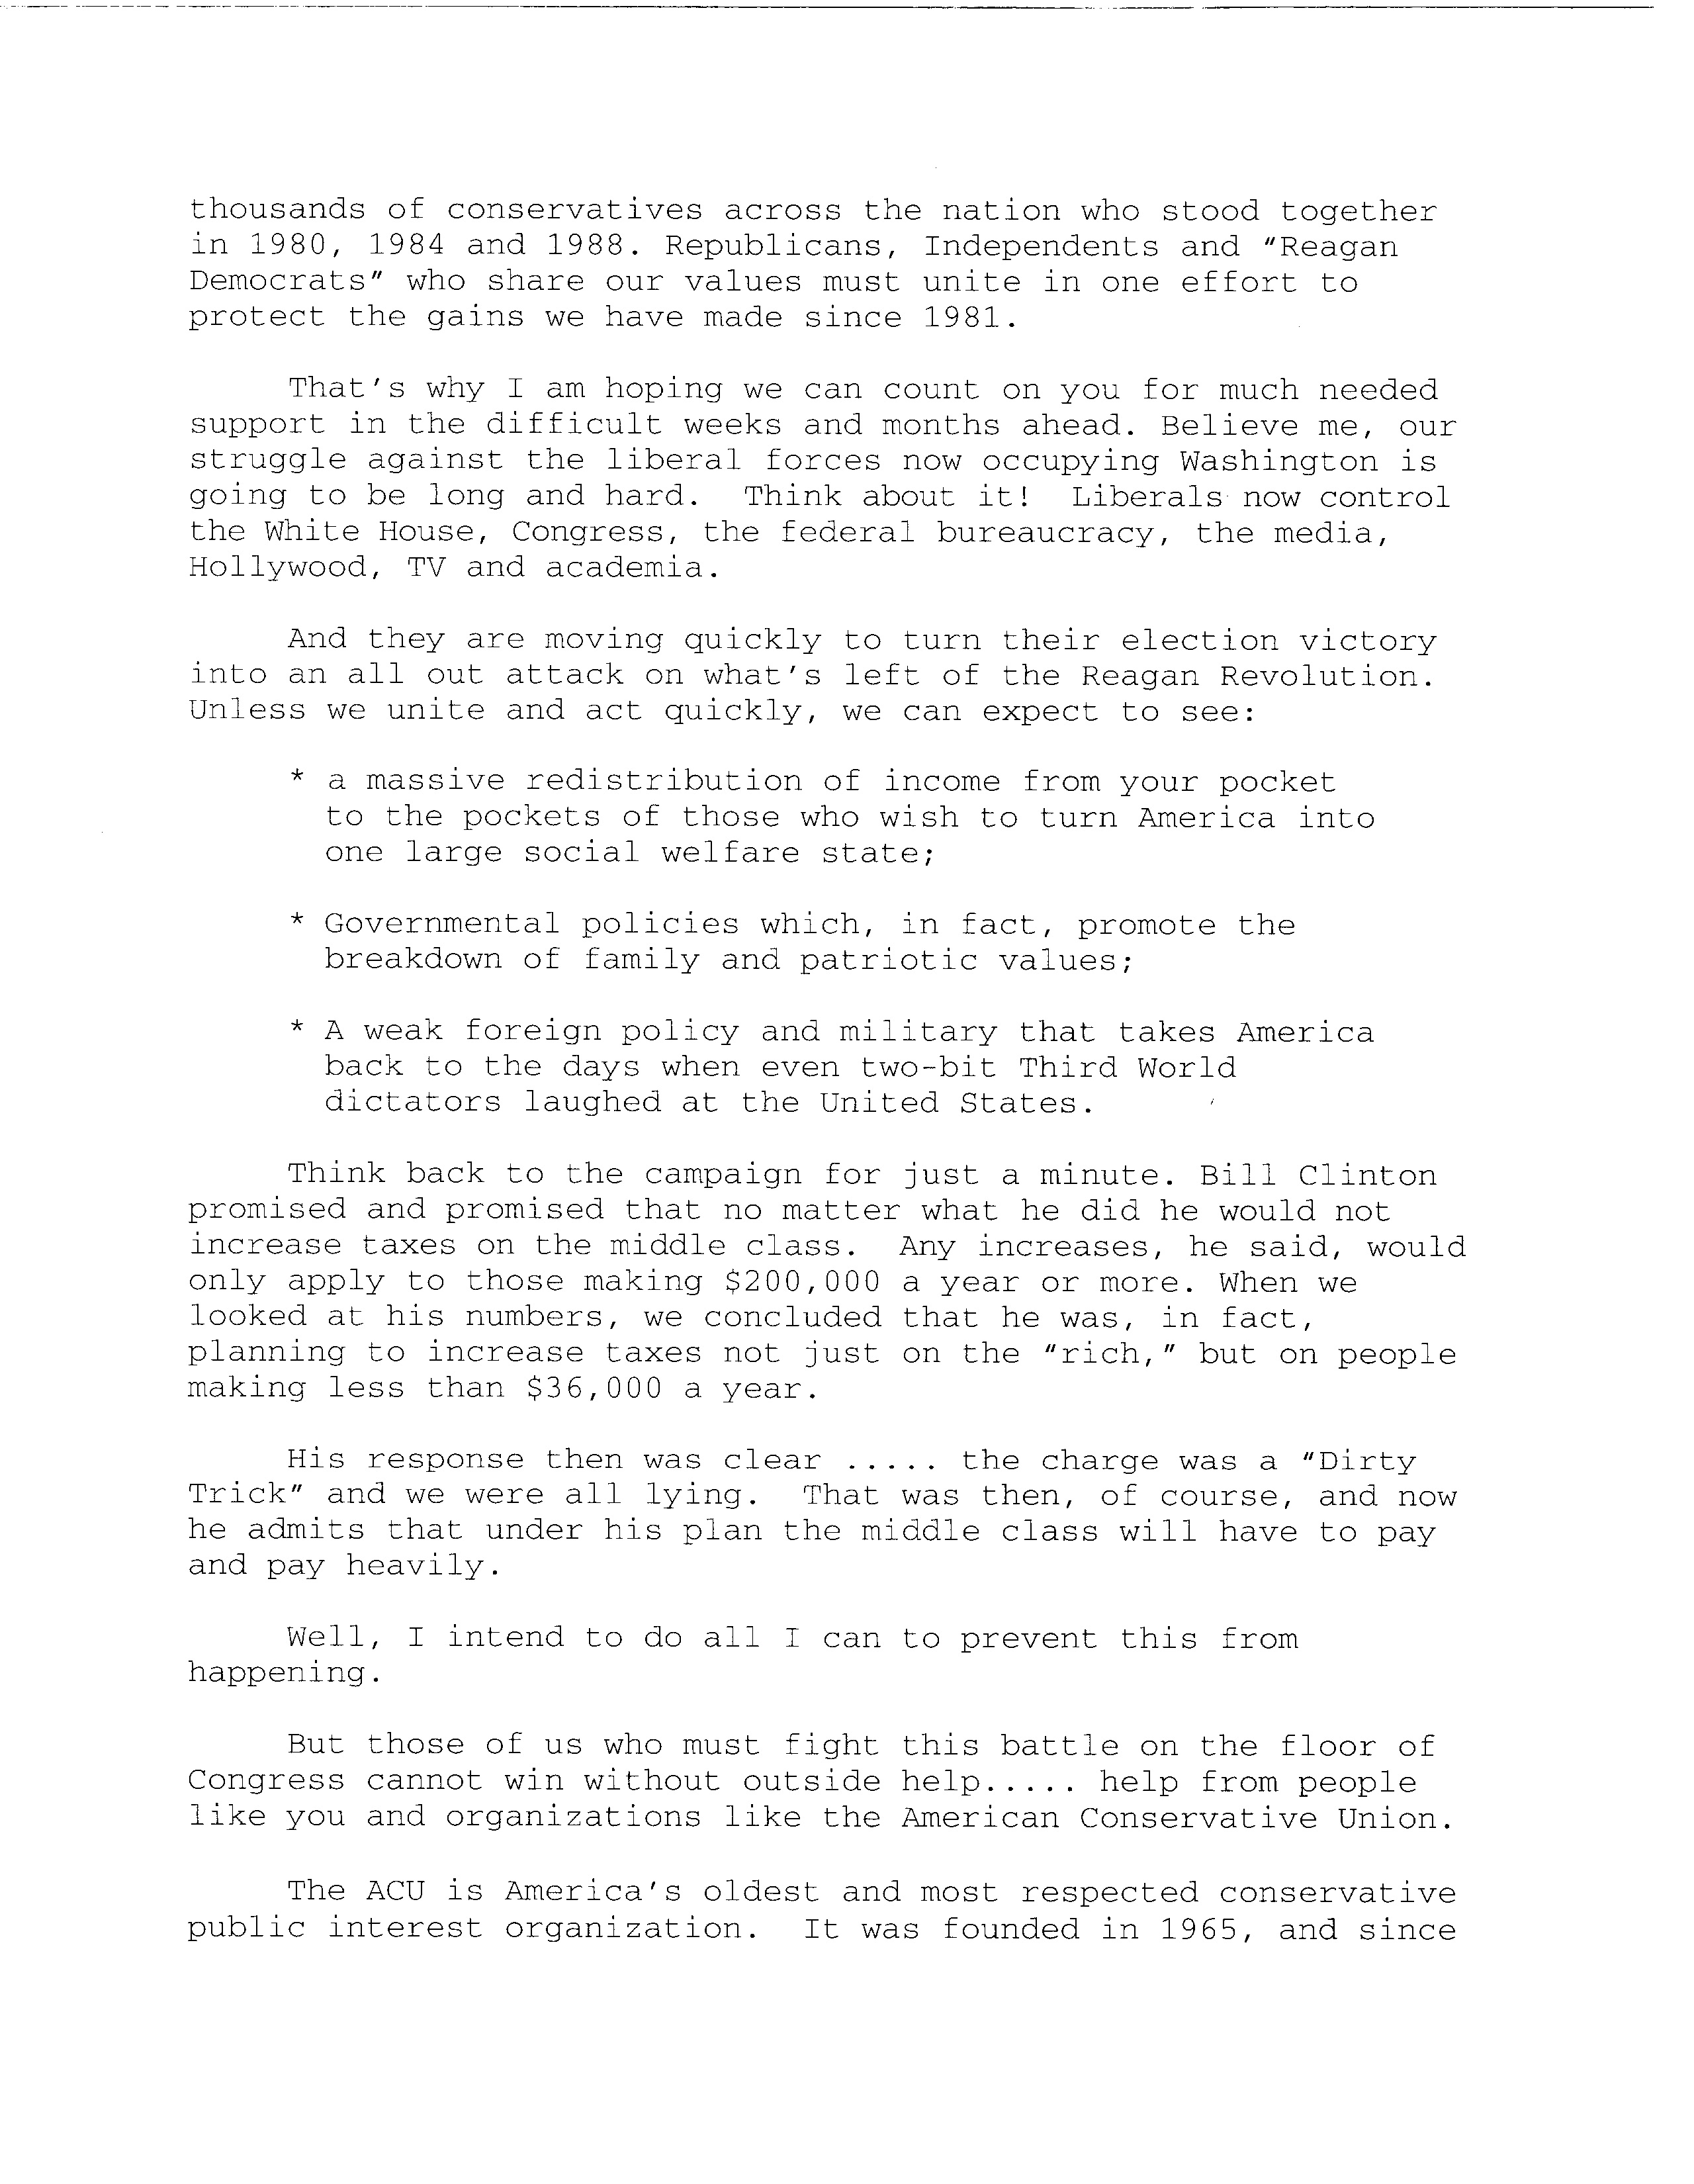 thousands of conservatives across the nation who stood together
in 1980, 1984 and 1988. Republicans, Independents and "Reagan
Democrats" who share our values must unite in one effort to
protect the gains we have made since 1981.
That's why I am hoping we can count on you for much needed
support in the difficult weeks and months ahead. Believe me, our
struggle against the liberal forces now occupying Washington is
going to be long and hard.  Think about it!  Liberals now control
the White House, Congress, the federal bureaucracy, the media,
Hollywood, TV and academia.
And they are moving quickly to turn their election victory
into an all out attack on what's left of the Reagan Revolution.
Unless we unite and act quickly, we can expect to see:
* a massive redistribution of income from your pocket
to the pockets of those who wish to turn America into
one large social welfare state;
* Governmental policies which, in fact, promote the
breakdown of family and patriotic values;
* A weak foreign policy and military that takes America
back to the days when even two-bit Third World
dictators laughed at the United States.
Think back to the campaign for just a minute. Bill Clinton
promised and promised that no matter what he did he would not
increase taxes on the middle class.  Any increases, he said, would
only apply to those making $200,000 a year or more. When we
looked at his numbers, we concluded that he was, in fact,
planning to increase taxes not just on the "rich," but on people
making less than $36,000 a year.
His response then was clear ..... the charge was a "Dirty
Trick" and we were all lying.  That was then, of course, and now
he admits that under his plan the middle class will have to pay
and pay heavily.
Well, I intend to do all I can to prevent this from
happening.
But those of us who must fight this battle on the floor of
Congress cannot win without outside help..... help from people
like you and organizations like the American Conservative Union.
The ACU is America's oldest and most respected conservative
public interest organization.  It was founded in 1965, and since